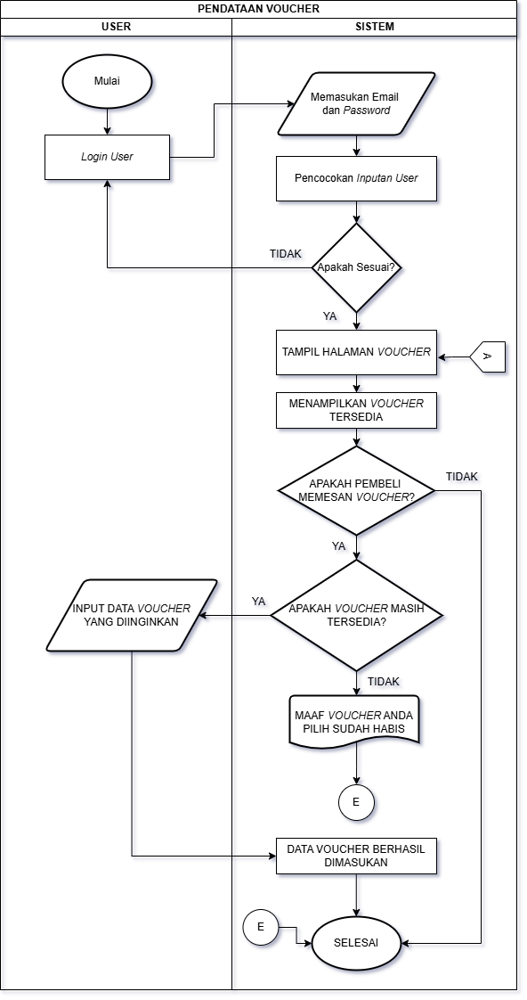 PENDATAAN VOUCHER
USER
SISTEM
Mulai
Memasukan Email
dan Password
Login User
Pencocokan Inputan User
TIDAK
Apakah Sesuai?
YA
TAMPIL HALAMAN VOUCHER
A
MENAMPILKAN VOUCHER
TERSEDIA
TIDAK
APAKAH PEMBELI
MEMESAN VOUCHER?
YA
YA
INPUT DATA VOUCHER
YANG DIINGINKAN
APAKAH VOUCHER MASIH
TERSEDIA?
TIDAK
MAAF VOUCHER ANDA
PILIH SUDAH HABIS
E
DATA VOUCHER BERHASIL
DIMASUKAN
E
SELESAI